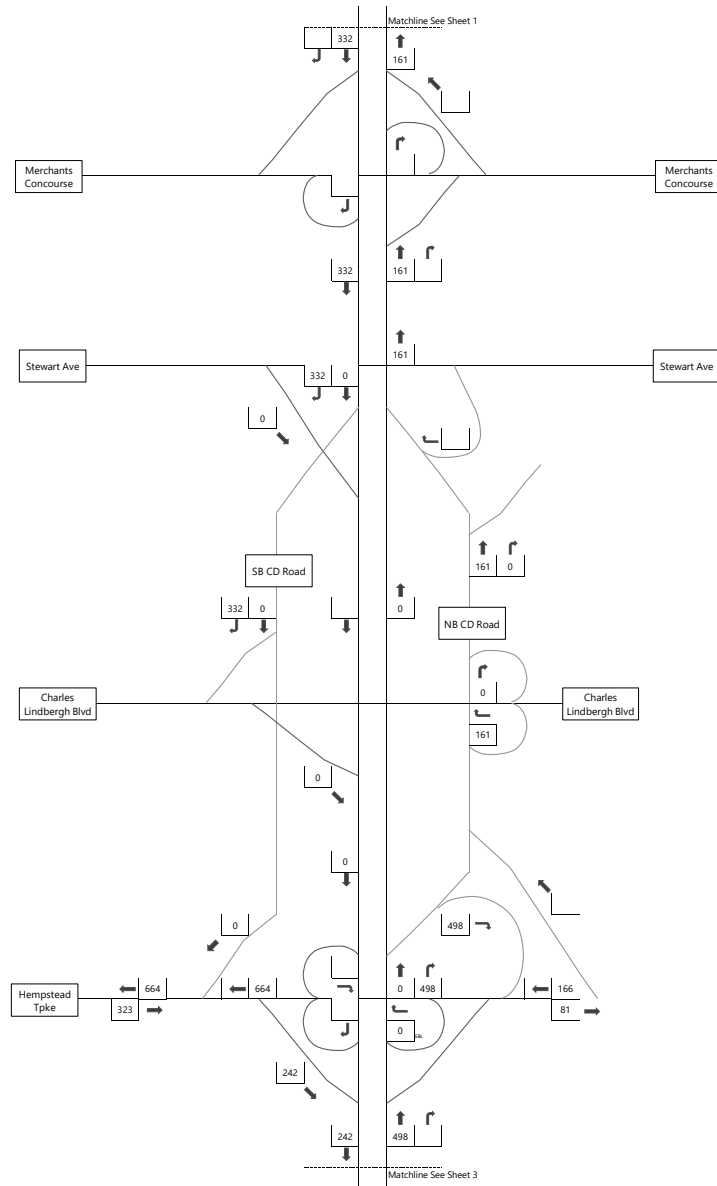 Matchline See Sheet 1
332
161
Merchants
Concourse
Merchants
Concourse
332
161
161
Stewart Ave
Stewart Ave
332
0
0
161
0
SB CD Road
332
0
0
NB CD Road
0
Charles
Lindbergh Blvd
Charles
Lindbergh Blvd
161
0
0
0
498
664
664
0
498
166
Hempstead
Tpke
323
81
0
242
242
498
Matchline See Sheet 3